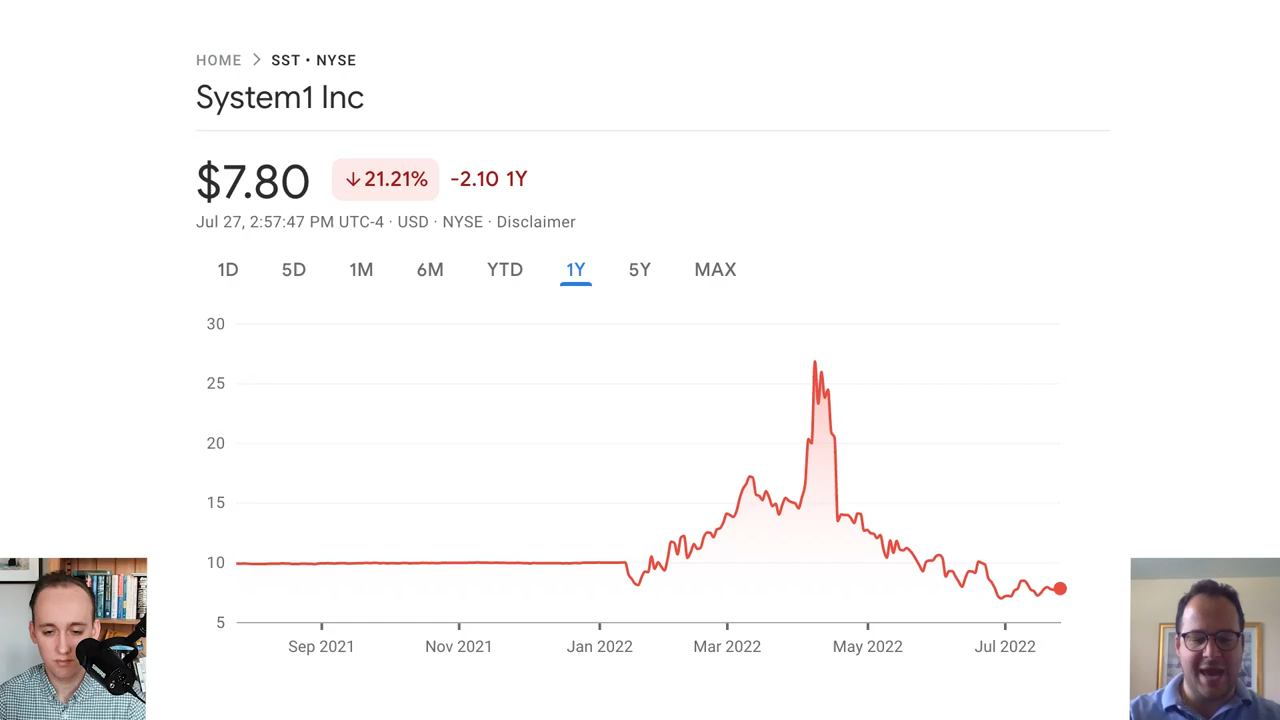 HOME > SST • NYSE
System1 Inc
$7.80 ↓21.21% -2.10 1Y
Jul 27, 2:57:47 PM UTC-4 · USD · NYSE · Disclaimer
1D 5D 1M 6M YTD 1Y 5Y MAX
30
25
20
15
10
5
Sep 2021 Nov 2021 Jan 2022 Mar 2022 May 2022 Jul 2022